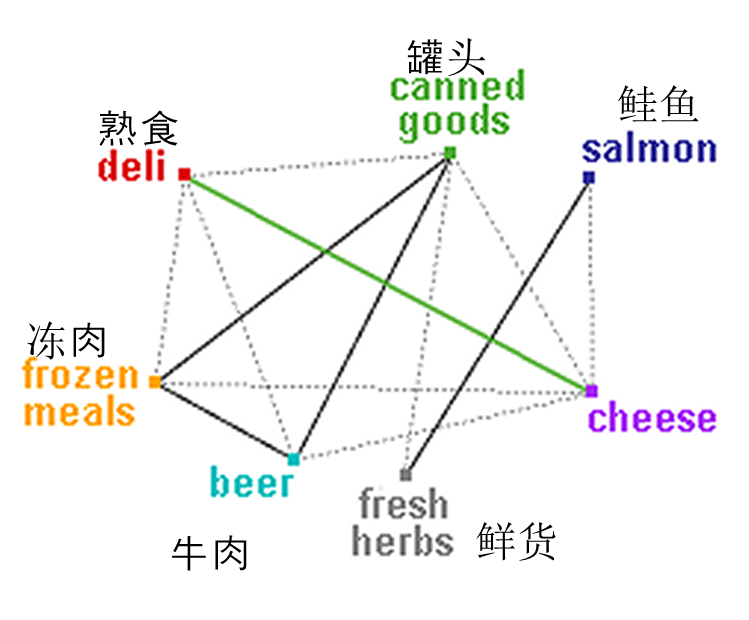 罐头
canned
goods
鲑鱼
salmon
熟食
deli
冻肉
frozen
meals
cheese
beer
牛肉
fresh
herbs
鲜货